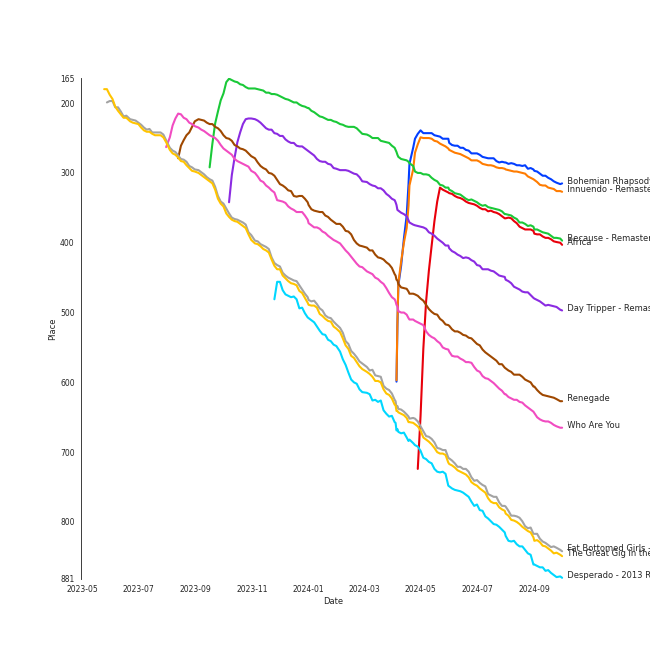 165
200
300
400
500
600
700
800
881
Place
2023-05
2023-07
2023-09
2023-11
2024-01
2024-03
2024-05
2024-07
2024-09
Date
Bohemian Rhapsody
Innuendo - Remaste
Because - Remaster
Africa
Day Tripper - Remas
Renegade
Who Are You
Fat Bottomed Girls -
The Great Gig in the
Desperado - 2013 R